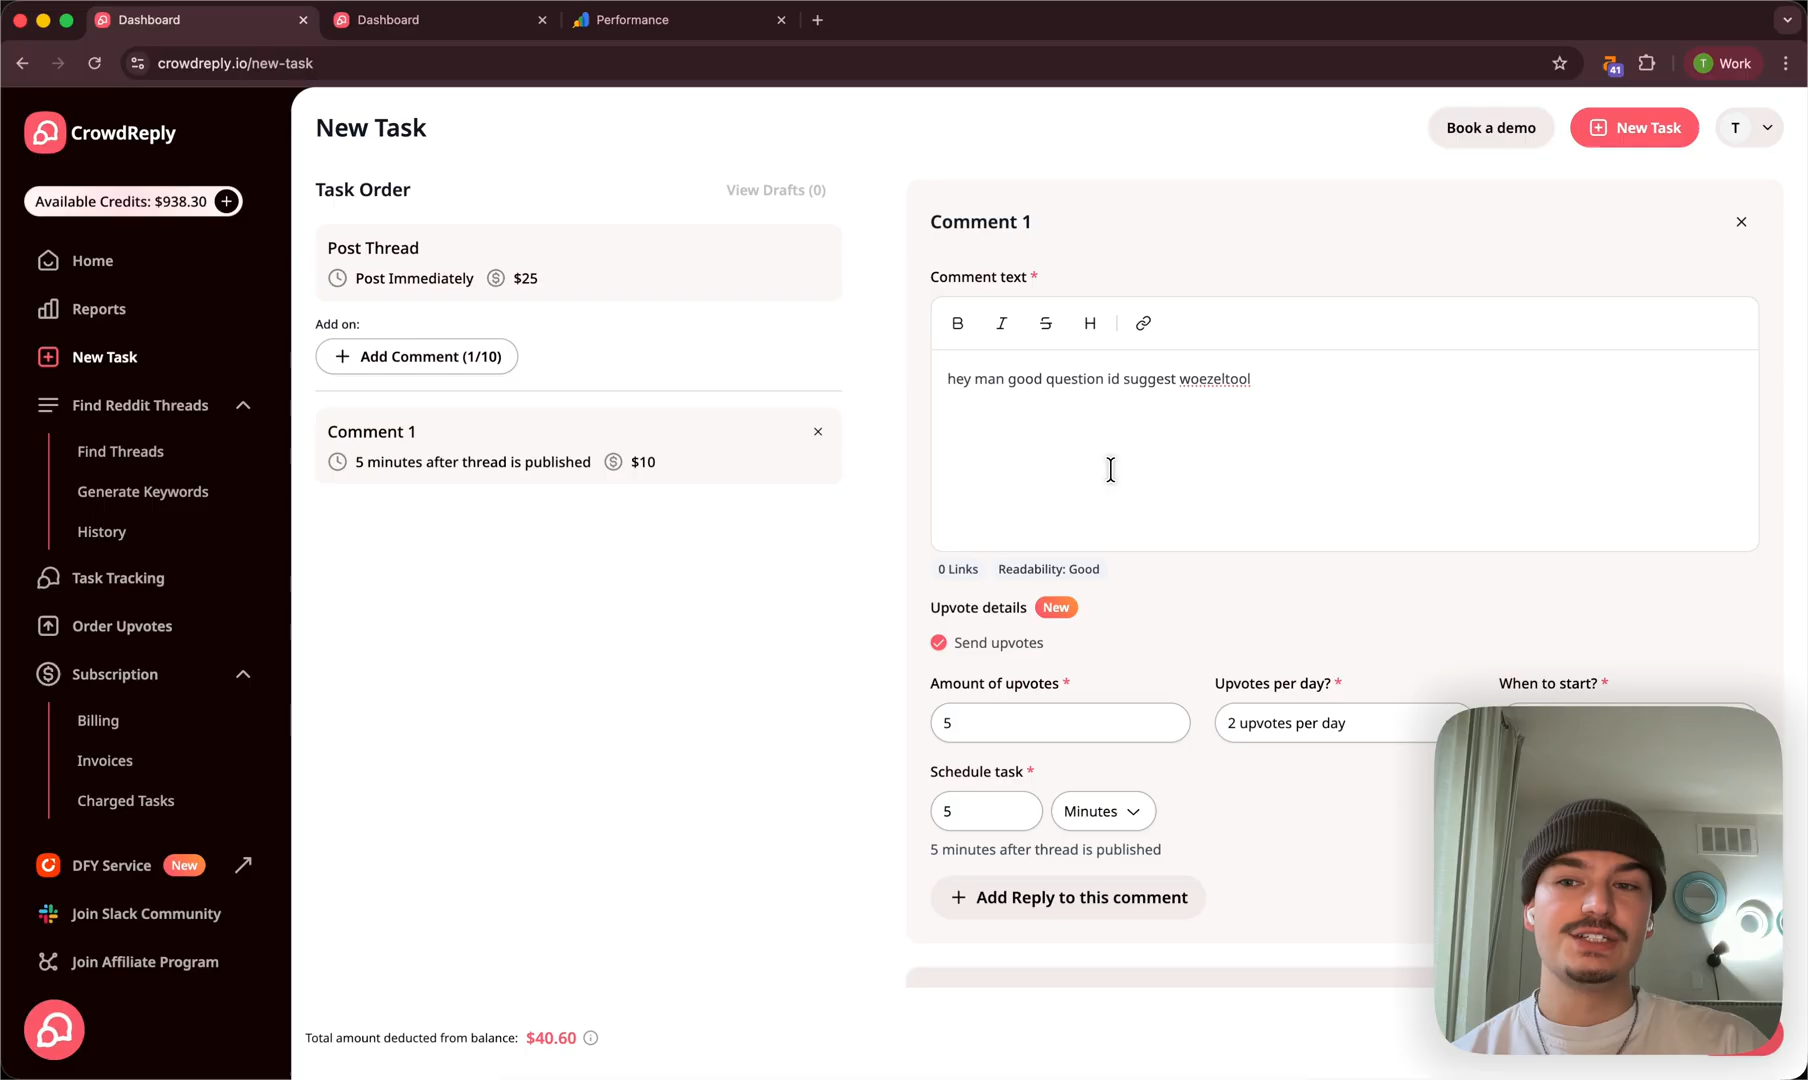 Dashboard
Dashboard
Performance
crowdreply.io/new-task
41
T
Work
CrowdReply
Available Credits: $938.30
Home
Reports
New Task
Find Reddit Threads
Find Threads
Generate Keywords
History
Task Tracking
Order Upvotes
Subscription
Billing
Invoices
Charged Tasks
DFY Service
New
Join Slack Community
Join Affiliate Program
New Task
Book a demo
New Task
T
Task Order
View Drafts (0)
Post Thread
Post Immediately $25
Add on:
Add Comment (1/10)
Comment 1
5 minutes after thread is published $10
Comment 1
Comment text *
B I S H
hey man good question id suggest woezeltool
0 Links Readability: Good
Upvote details New
Send upvotes
Amount of upvotes * Upvotes per day? * When to start? *
5 2 upvotes per day
Schedule task *
5 Minutes
5 minutes after thread is published
Add Reply to this comment
Total amount deducted from balance: $40.60